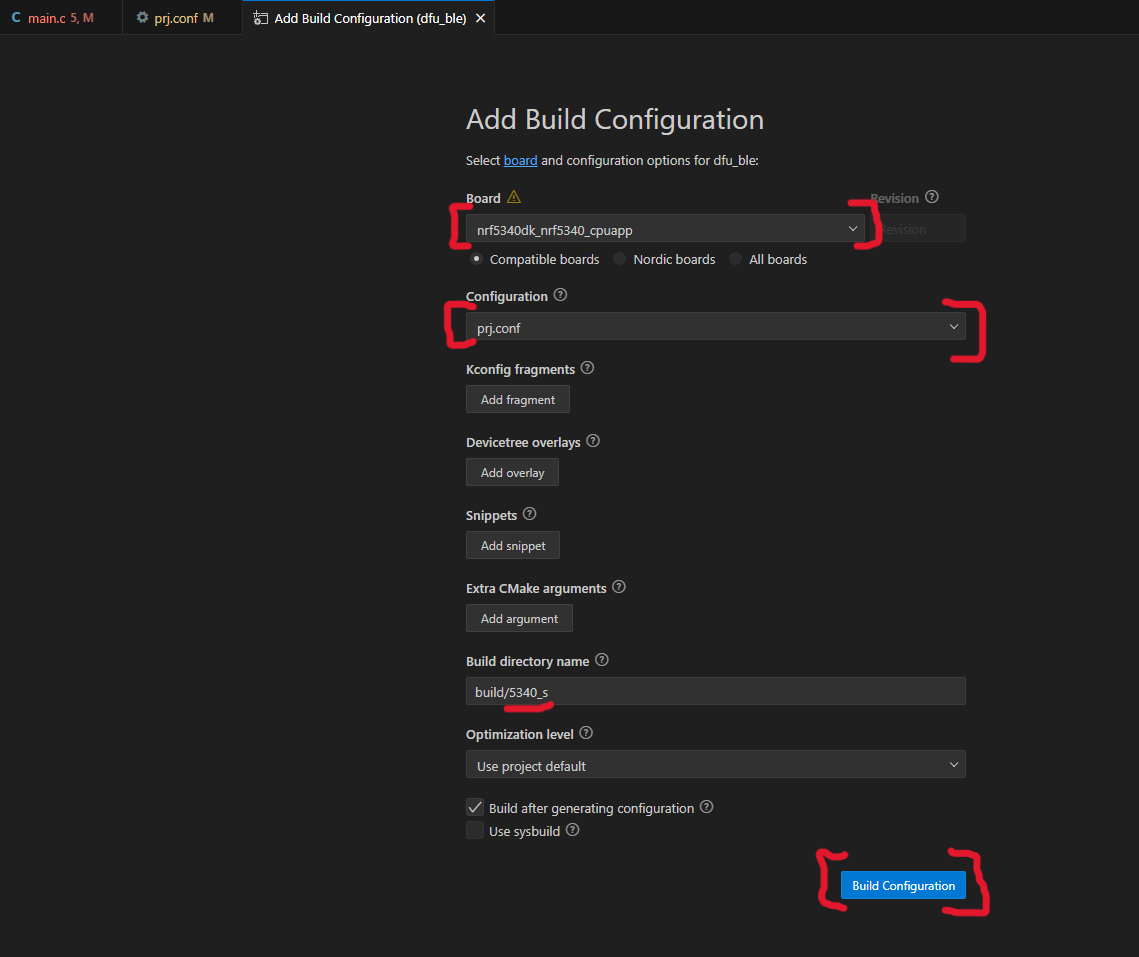 main.c 5, M prj.conf M Add Build Configuration (dfu_ble)
Add Build Configuration
Select board and configuration options for dfu_ble:
Board Revision
nrf5340dk_nrf5340_cpuapp Revision
Compatible boards Nordic boards All boards
Configuration
prj.conf
Kconfig fragments
Add fragment
Devicetree overlays
Add overlay
Snippets
Add snippet
Extra CMake arguments
Add argument
Build directory name
build/5340_s
Optimization level
Use project default
Build after generating configuration
Use sysbuild
Build Configuration